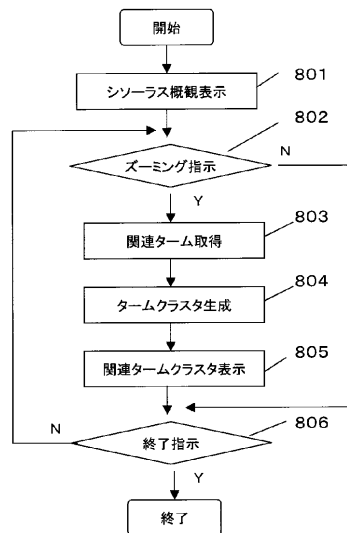 開始
シソーラス概観表示
801
802
ズーミング指示
N
Y
関連ターム取得
803
タームクラスタ生成
804
関連タームクラスタ表示
805
終了指示
806
N
Y
終了